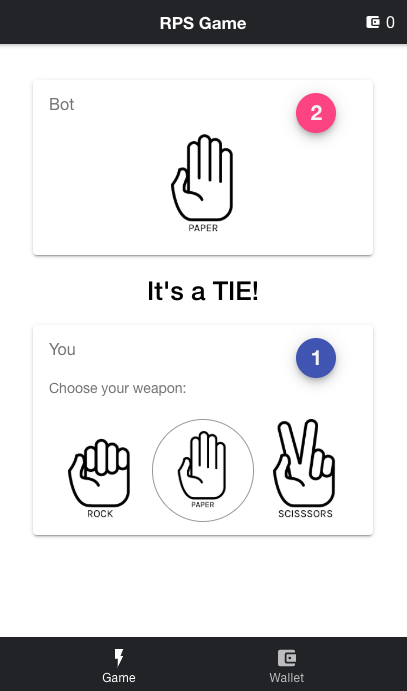 RPS Game
0
Bot
2
PAPER
It's a TIE!
You
1
Choose your weapon:
ROCK
PAPER
SCISSSORS
Game
Wallet